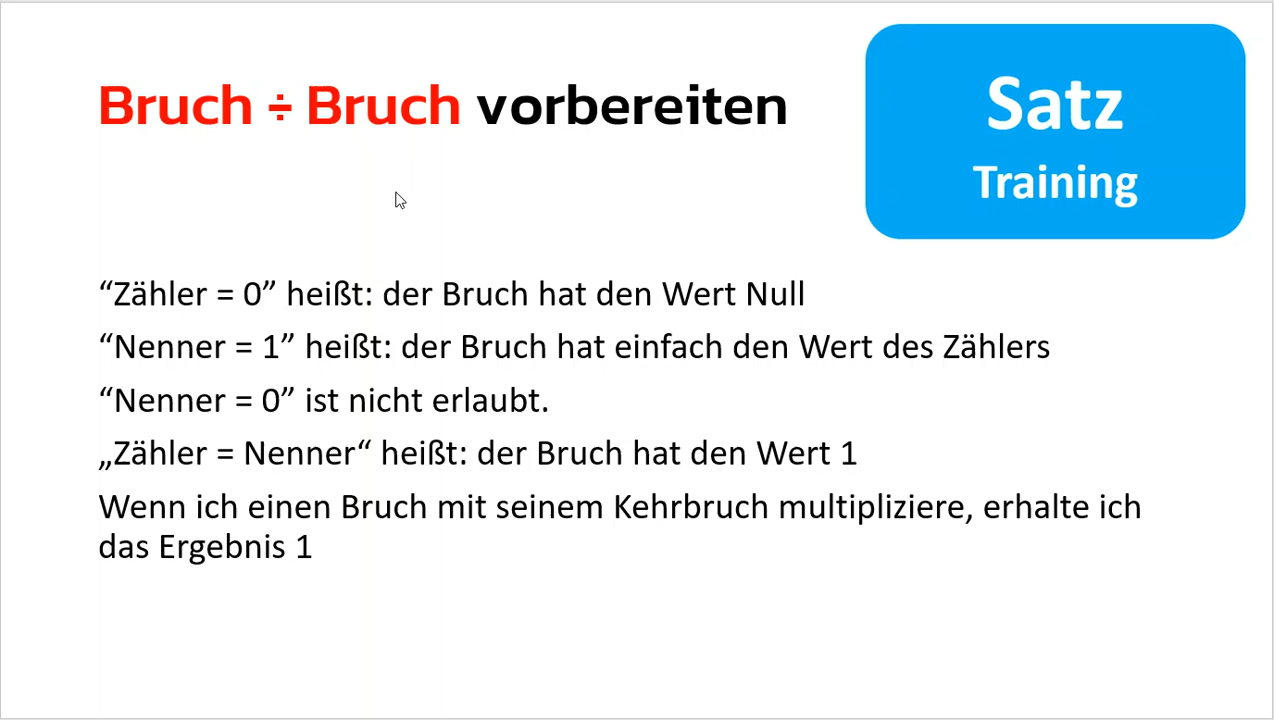 Bruch ÷ Bruch vorbereiten
Satz
Training
“Zähler = 0” heißt: der Bruch hat den Wert Null
“Nenner = 1” heißt: der Bruch hat einfach den Wert des Zählers
“Nenner = 0” ist nicht erlaubt.
„Zähler = Nenner“ heißt: der Bruch hat den Wert 1
Wenn ich einen Bruch mit seinem Kehrbruch multipliziere, erhalte ich
das Ergebnis 1